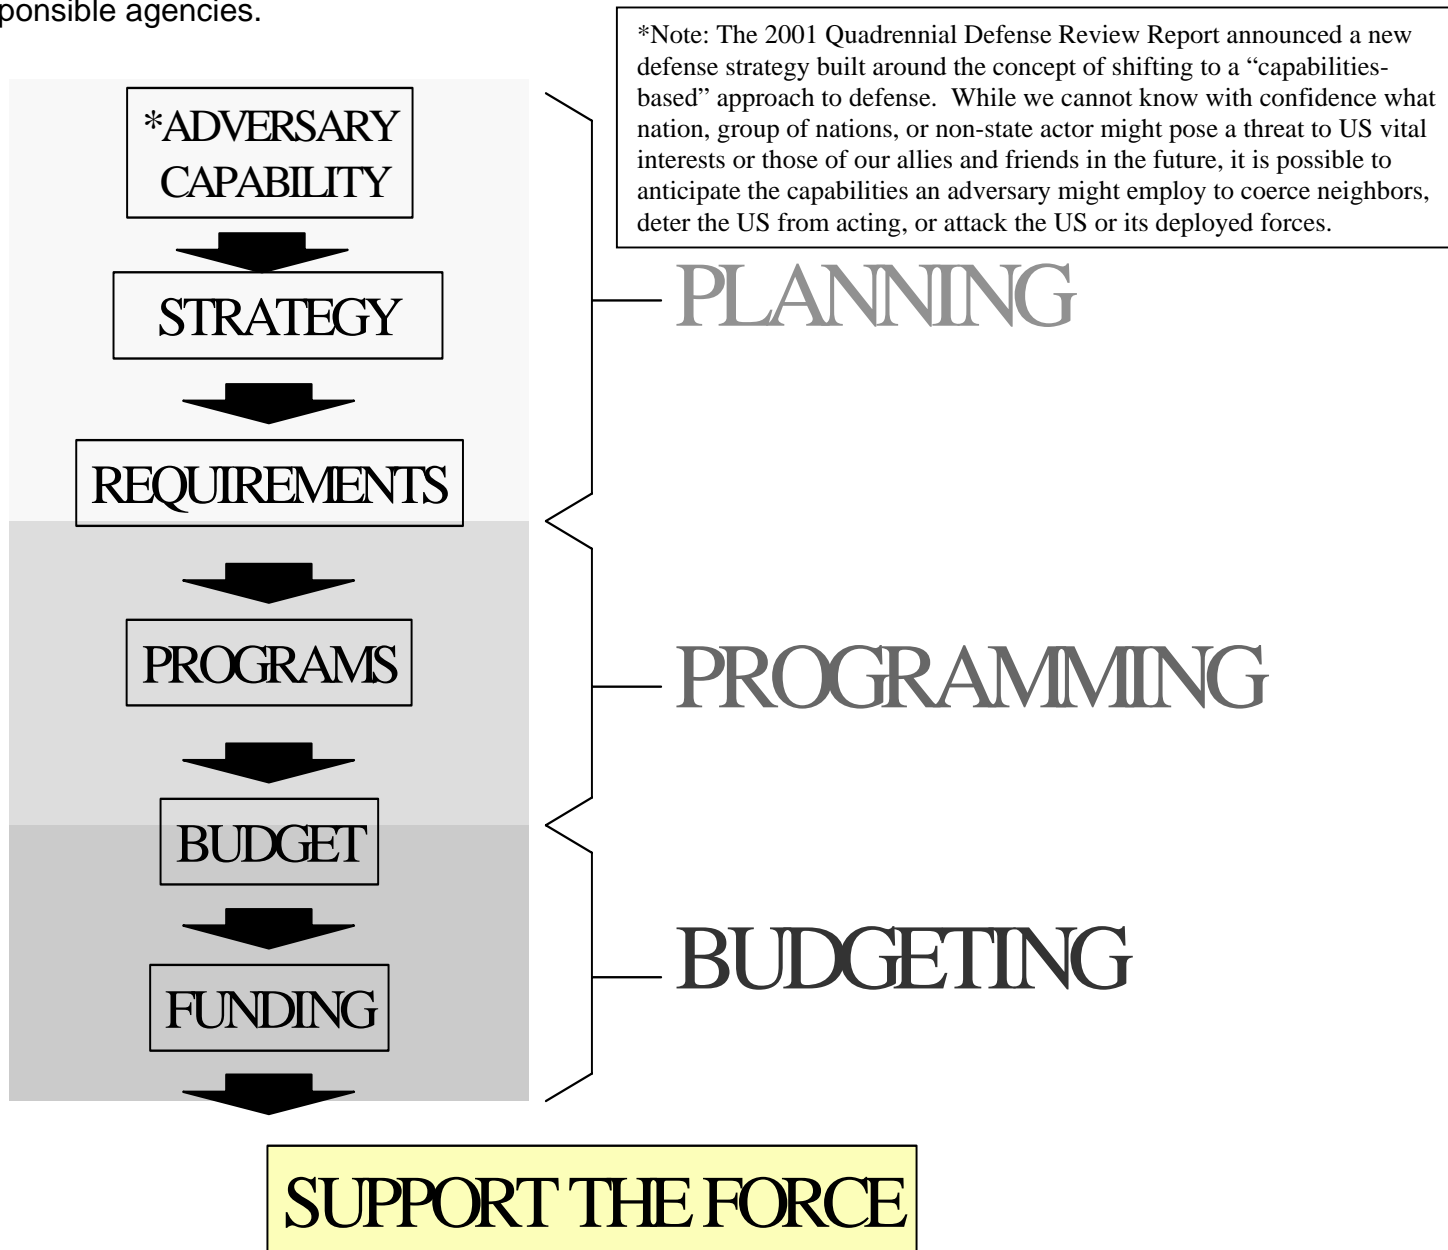 ponsible agencies.
*Note: The 2001 Quadrennial Defense Review Report announced a new
defense strategy built around the concept of shifting to a “capabilities-
based” approach to defense.  While we cannot know with confidence what
nation, group of nations, or non-state actor might pose a threat to US vital
interests or those of our allies and friends in the future, it is possible to
anticipate the capabilities an adversary might employ to coerce neighbors,
deter the US from acting, or attack the US or its deployed forces.
*ADVERSARY
CAPABILITY
STRATEGY
PLANNING
REQUIREMENTS
PROGRAMS
PROGRAMMING
BUDGET
BUDGETING
FUNDING
SUPPORT THE FORCE